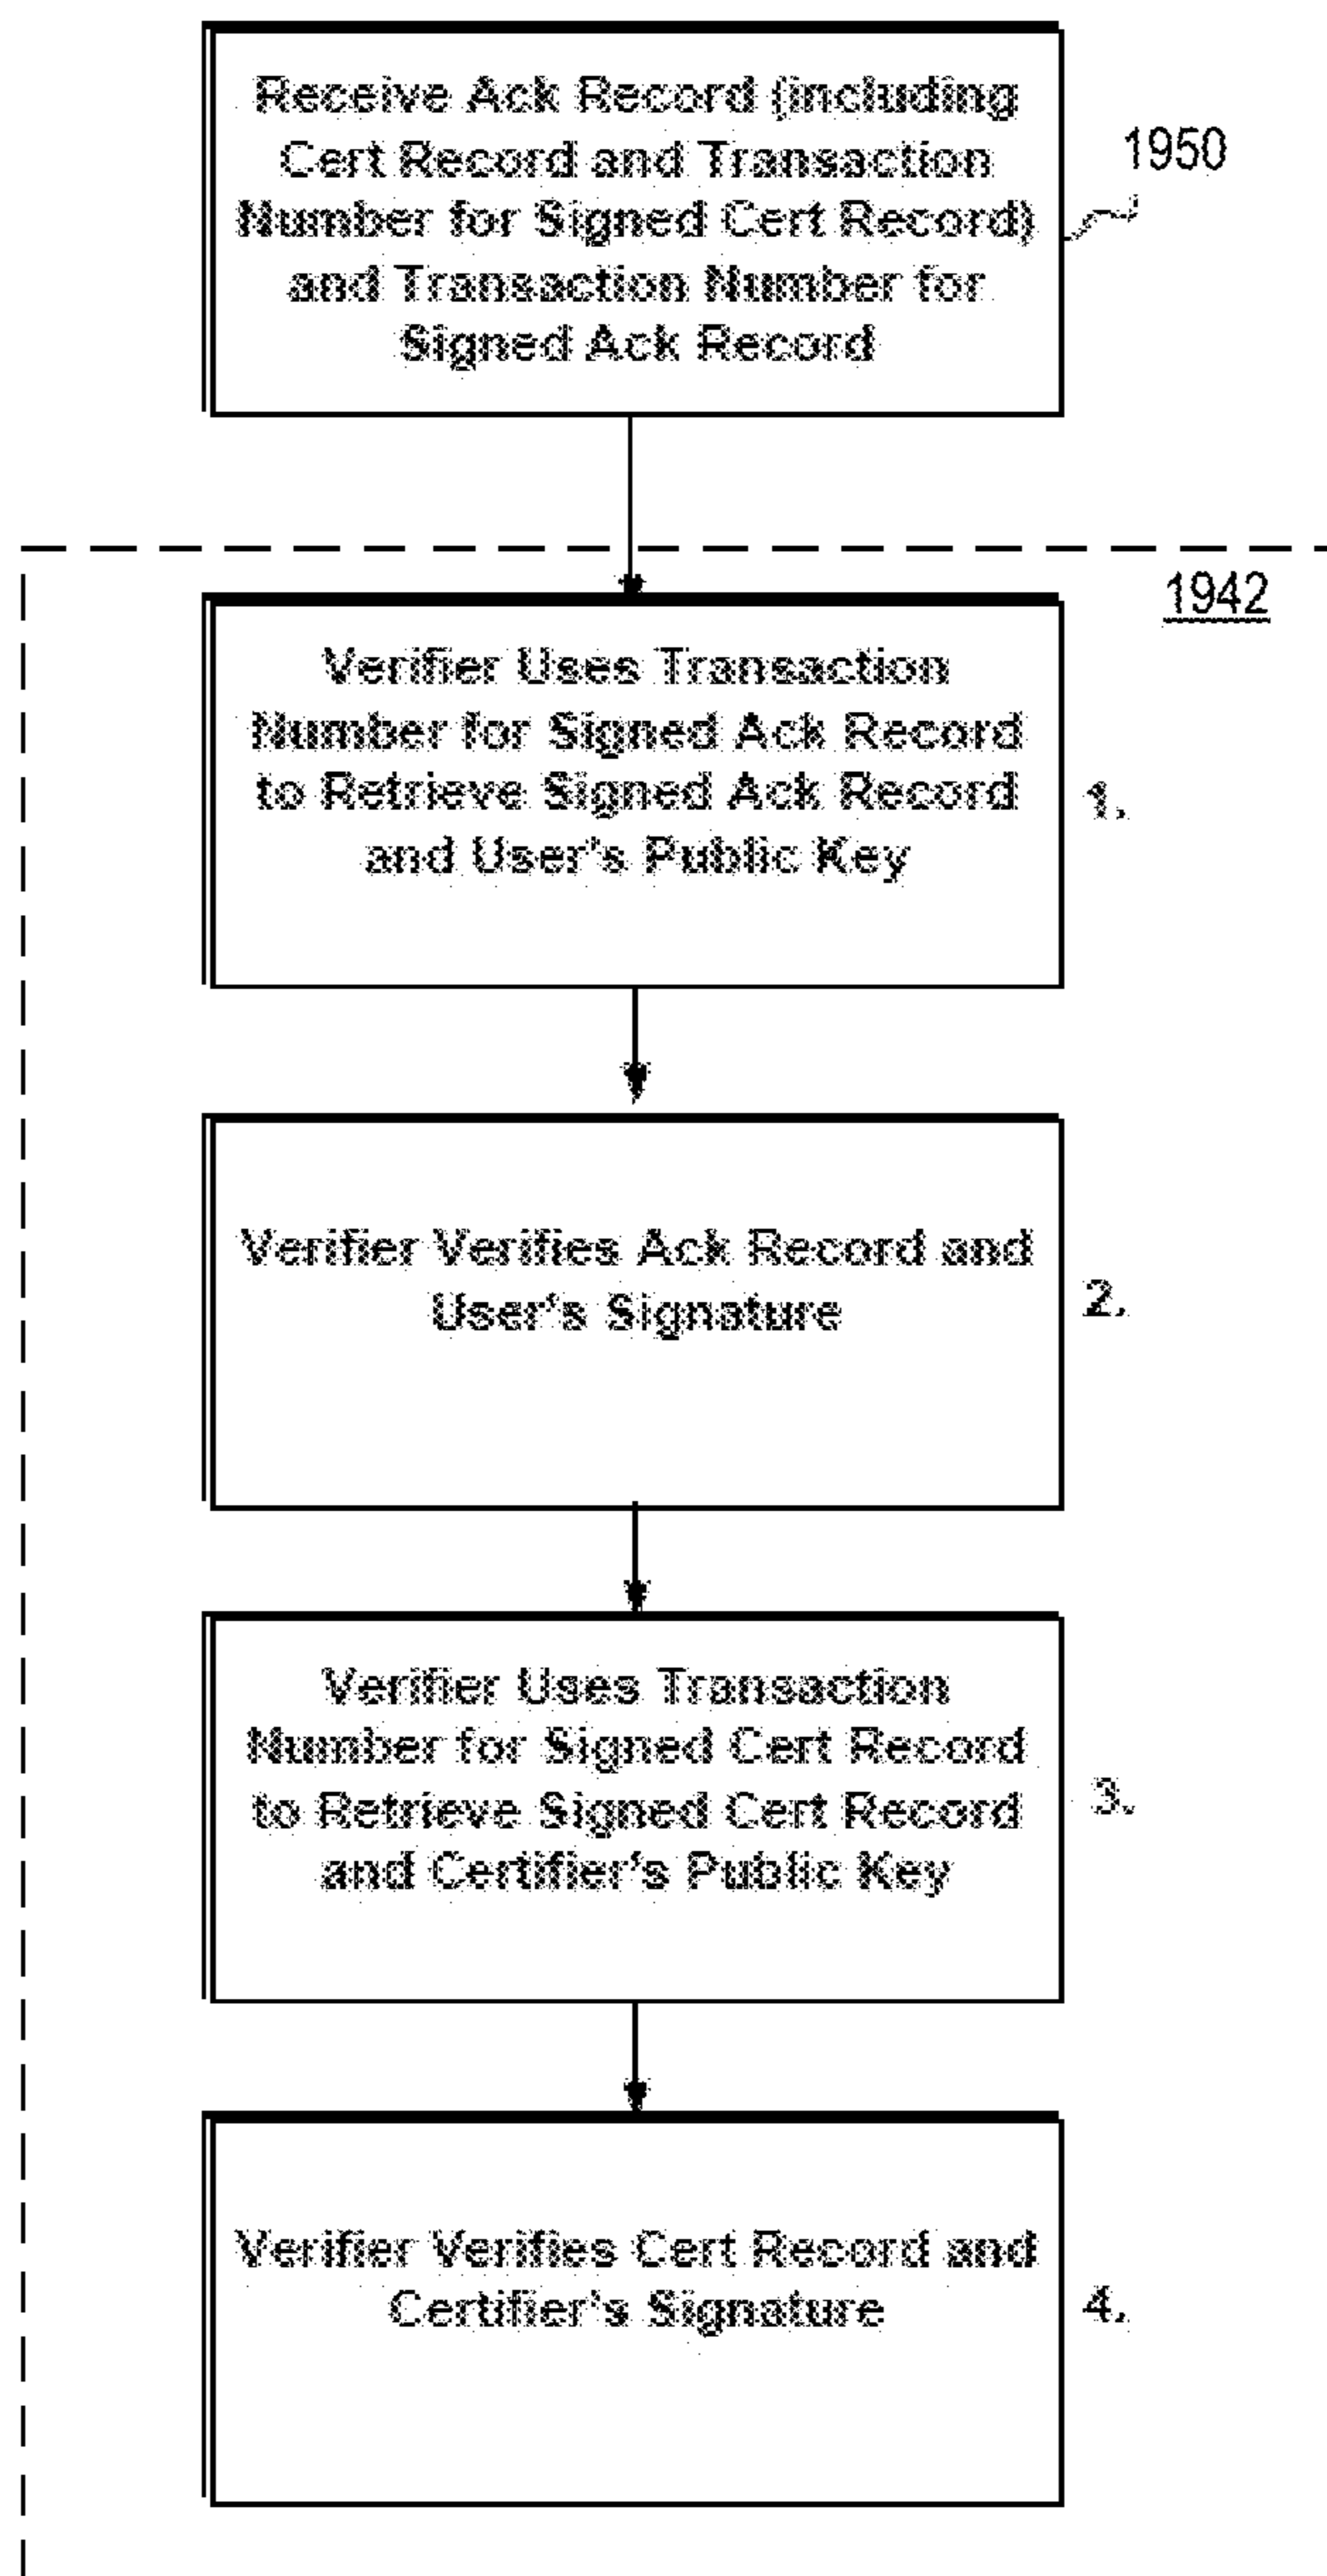 Receive Ack Record (including
Cert Record and Transaction
Number for Signed Cert Record)
and Transaction Number for
Signed Ack Record
1950
1942
Verifier Uses Transaction
Number for Signed Ack Record
to Retrieve Signed Ack Record
and User's Public Key
1.
Verifier Verifies Ack Record and
User's Signature
2.
Verifier Uses Transaction
Number for Signed Cert Record
to Retrieve Signed Cert Record
and Certifier's Public Key
3.
Verifier Verifies Cert Record and
Certifier's Signature
4.